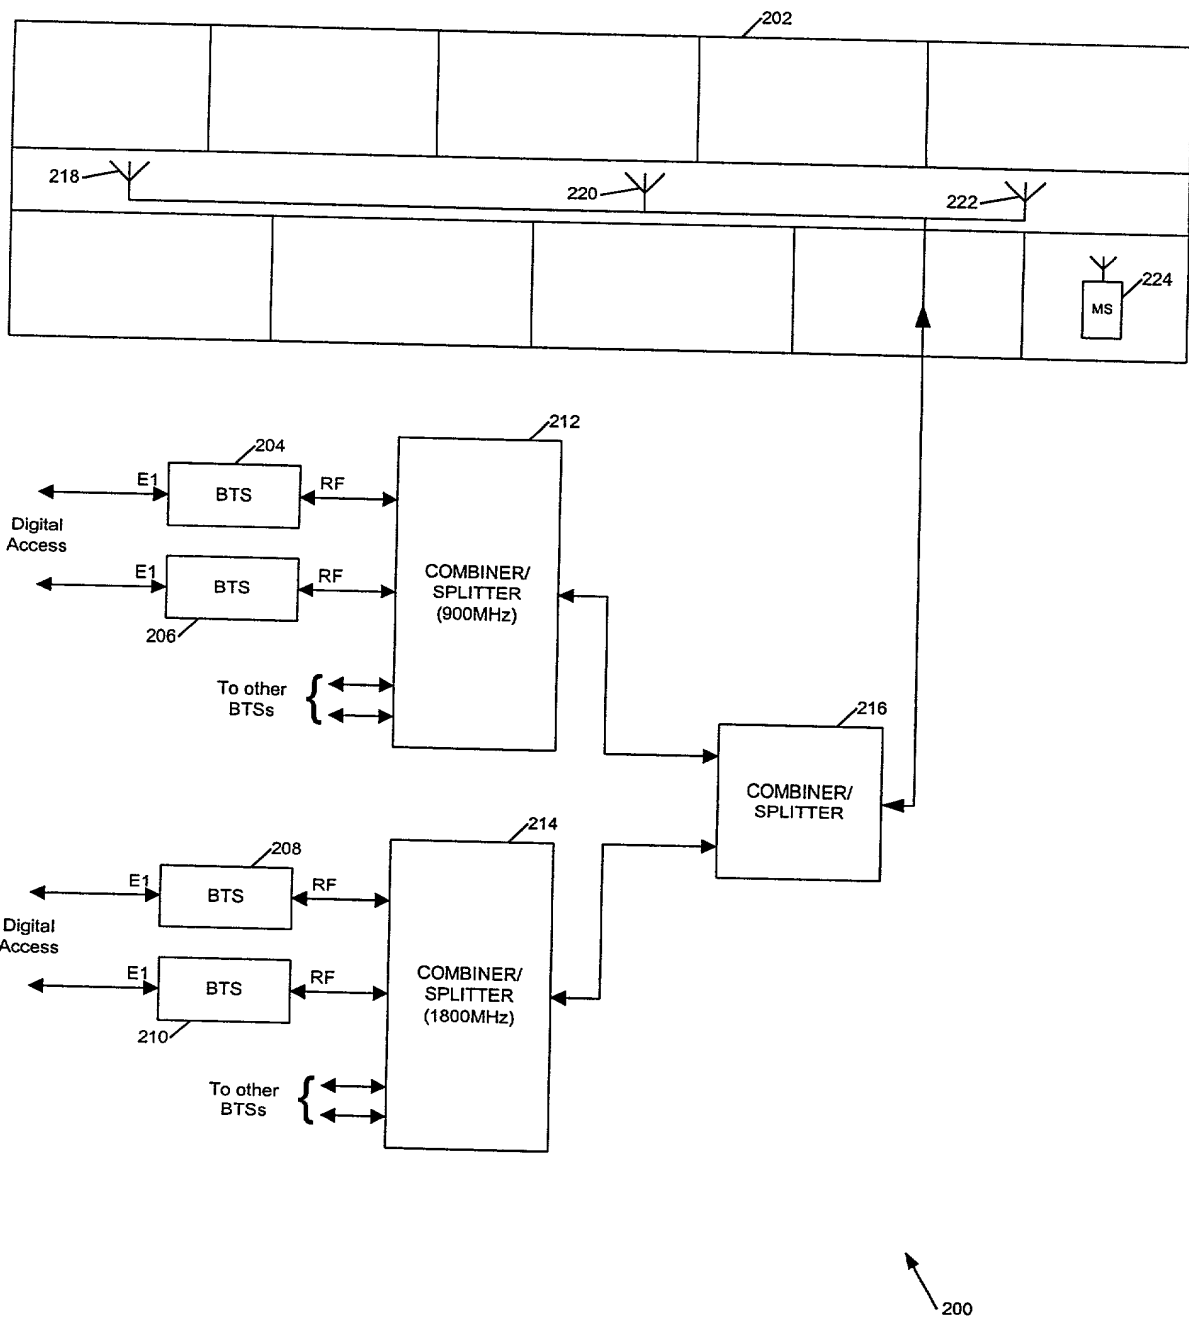 202
218
220
222
224
MS
212
204
E1
BTS
RF
Digital
Access
E1
BTS
RF
206
COMBINER/
SPLITTER
(900MHz)
To other
BTSs
{
216
COMBINER/
SPLITTER
214
208
E1
BTS
RF
Digital
Access
E1
BTS
RF
210
COMBINER/
SPLITTER
(1800MHz)
To other
BTSs
{
200